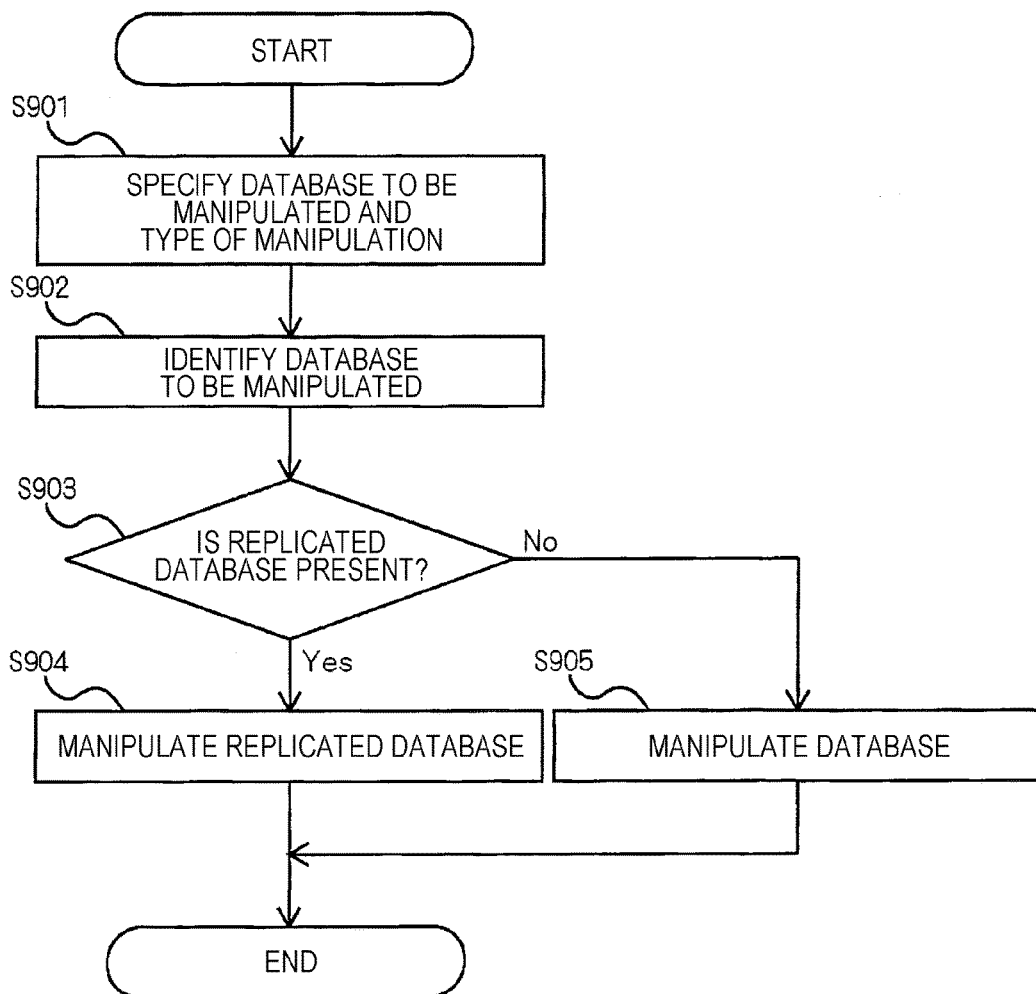 START
S901
SPECIFY DATABASE TO BE
MANIPULATED AND
TYPE OF MANIPULATION
S902
IDENTIFY DATABASE
TO BE MANIPULATED
S903
IS REPLICATED
DATABASE PRESENT?
No
Yes
S904
MANIPULATE REPLICATED DATABASE
S905
MANIPULATE DATABASE
END